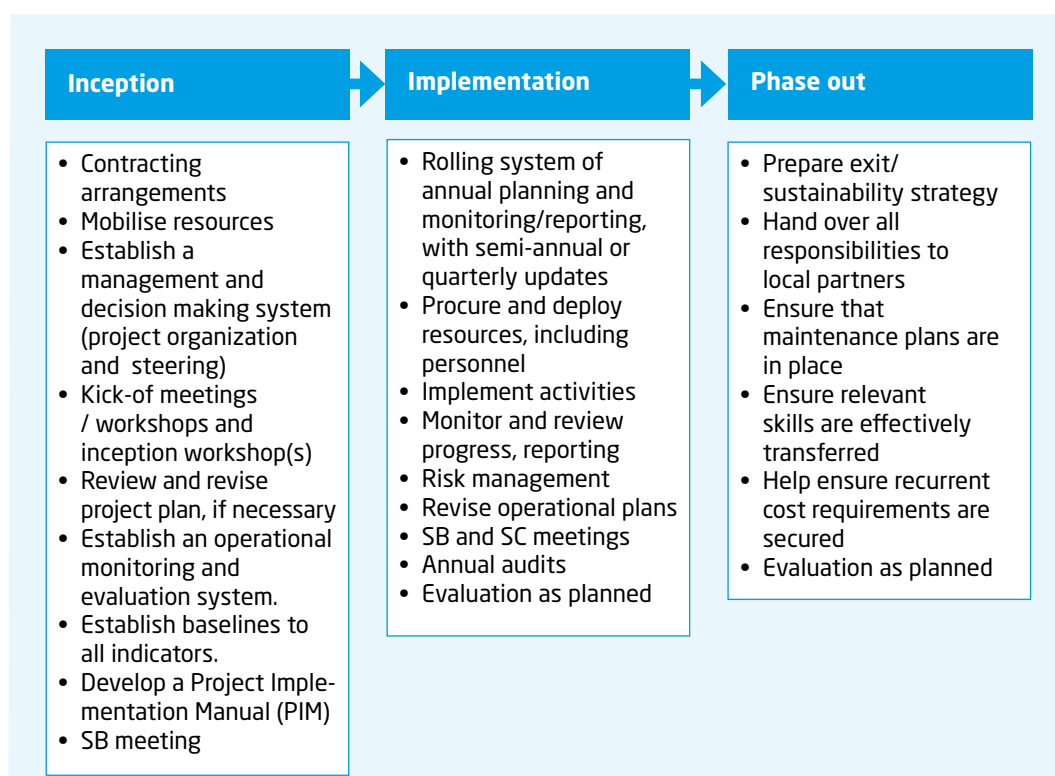 Inception
• Contracting
arrangements
• Mobilise resources
• Establish a
management and
decision making system
(project organization
and steering)
• Kick-of meetings
/ workshops and
inception workshop(s)
• Review and revise
project plan, if necessary
• Establish an operational
monitoring and
evaluation system.
• Establish baselines to
all indicators.
• Develop a Project Imple-
mentation Manual (PIM)
• SB meeting
Implementation
• Rolling system of
annual planning and
monitoring/reporting,
with semi-annual or
quarterly updates
• Procure and deploy
resources, including
personnel
• Implement activities
• Monitor and review
progress, reporting
• Risk management
• Revise operational plans
• SB and SC meetings
• Annual audits
• Evaluation as planned
Phase out
• Prepare exit/
sustainability strategy
• Hand over all
responsibilities to
local partners
• Ensure that
maintenance plans are
in place
• Ensure relevant
skills are effectively
transferred
• Help ensure recurrent
cost requirements are
secured
• Evaluation as planned